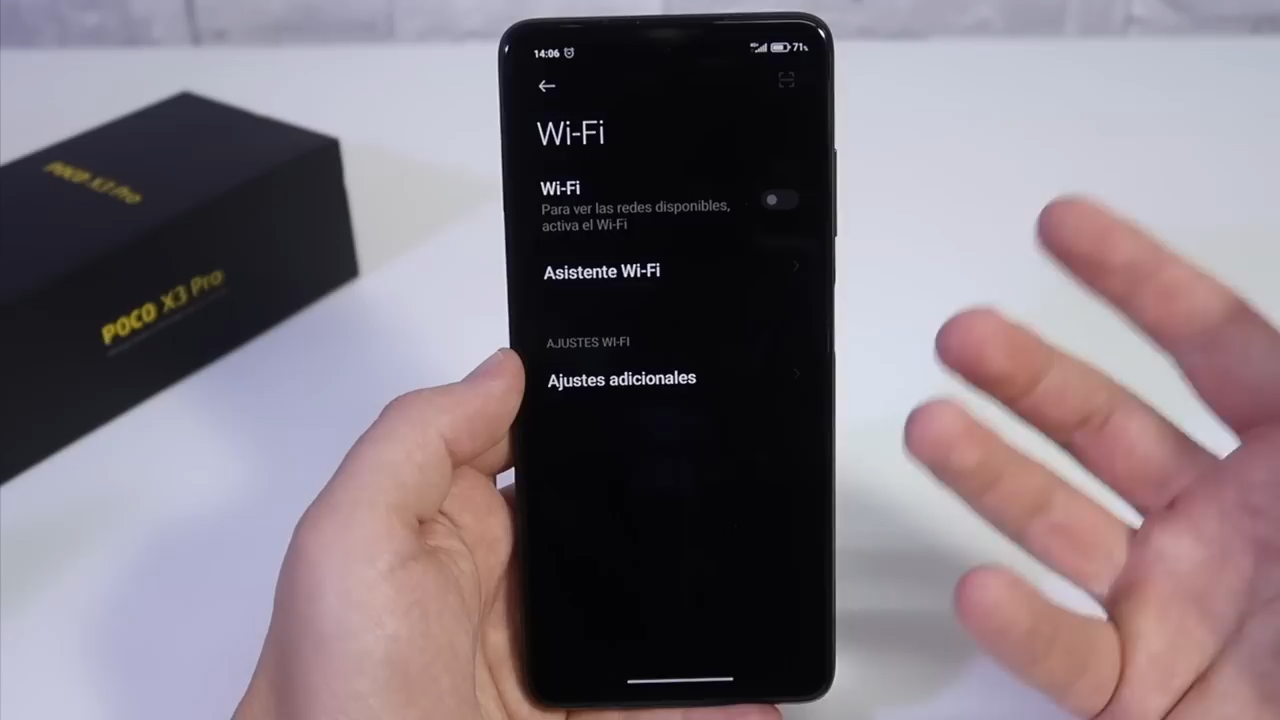 POCO X3 Pro
POCO X3 Pro
14:06
71%
Wi-Fi
Wi-Fi
Para ver las redes disponibles,
activa el Wi-Fi
Asistente Wi-Fi
AJUSTES WI-FI
Ajustes adicionales